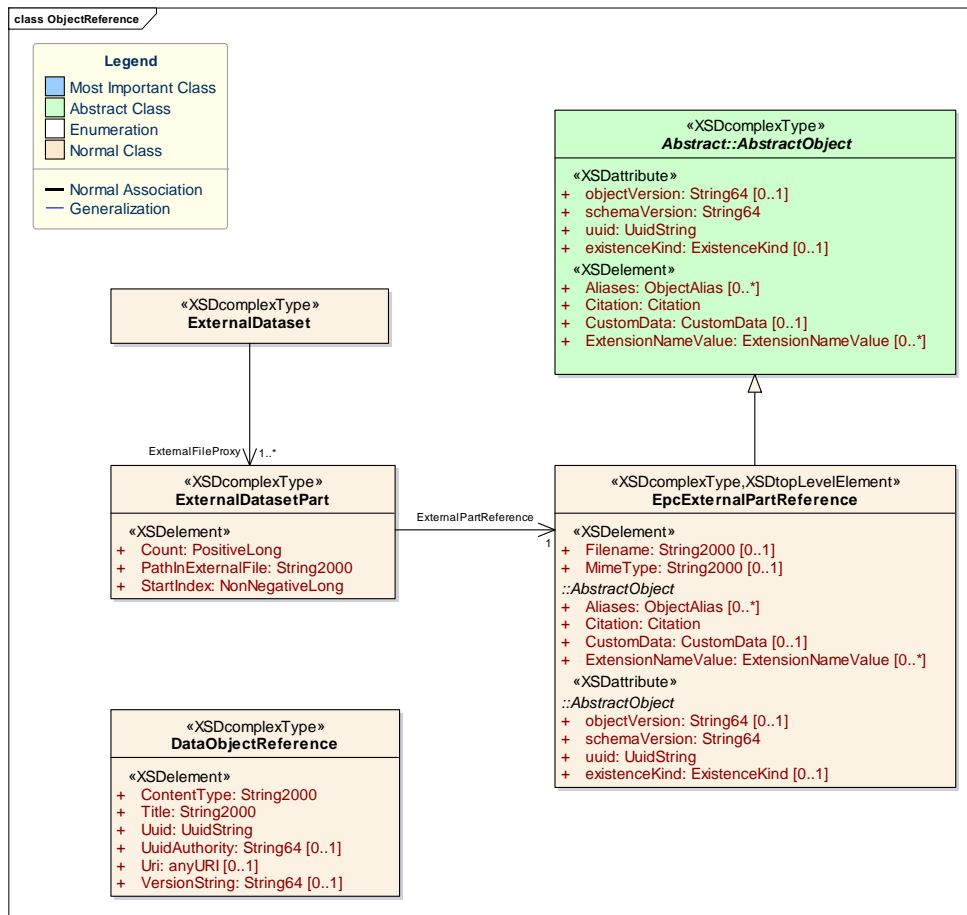 class ObjectReference
Legend
Most Important Class
Abstract Class
Enumeration
Normal Class
Normal Association
Generalization
«XSDcomplexType»
Abstract::AbstractObject
«XSDattribute»
+ objectVersion: String64 [0..1]
+ schemaVersion: String64
+ uuid: UuidString
+ existenceKind: ExistenceKind [0..1]
«XSDelement»
+ Aliases: ObjectAlias [0..*]
+ Citation: Citation
+ CustomData: CustomData [0..1]
+ ExtensionNameValue: ExtensionNameValue [0..*]
«XSDcomplexType»
ExternalDataset
ExternalFileProxy
1..*
«XSDcomplexType»
ExternalDatasetPart
«XSDelement»
+ Count: PositiveLong
+ PathInExternalFile: String2000
+ StartIndex: NonNegativeLong
ExternalPartReference
1
«XSDcomplexType,XSDtopLevelElement»
EpcExternalPartReference
«XSDelement»
+ Filename: String2000 [0..1]
+ MimeType: String2000 [0..1]
::AbstractObject
+ Aliases: ObjectAlias [0..*]
+ Citation: Citation
+ CustomData: CustomData [0..1]
+ ExtensionNameValue: ExtensionNameValue [0..*]
«XSDattribute»
::AbstractObject
+ objectVersion: String64 [0..1]
+ schemaVersion: String64
+ uuid: UuidString
+ existenceKind: ExistenceKind [0..1]
«XSDcomplexType»
DataObjectReference
«XSDelement»
+ ContentType: String2000
+ Title: String2000
+ Uuid: UuidString
+ UuidAuthority: String64 [0..1]
+ Uri: anyURI [0..1]
+ VersionString: String64 [0..1]